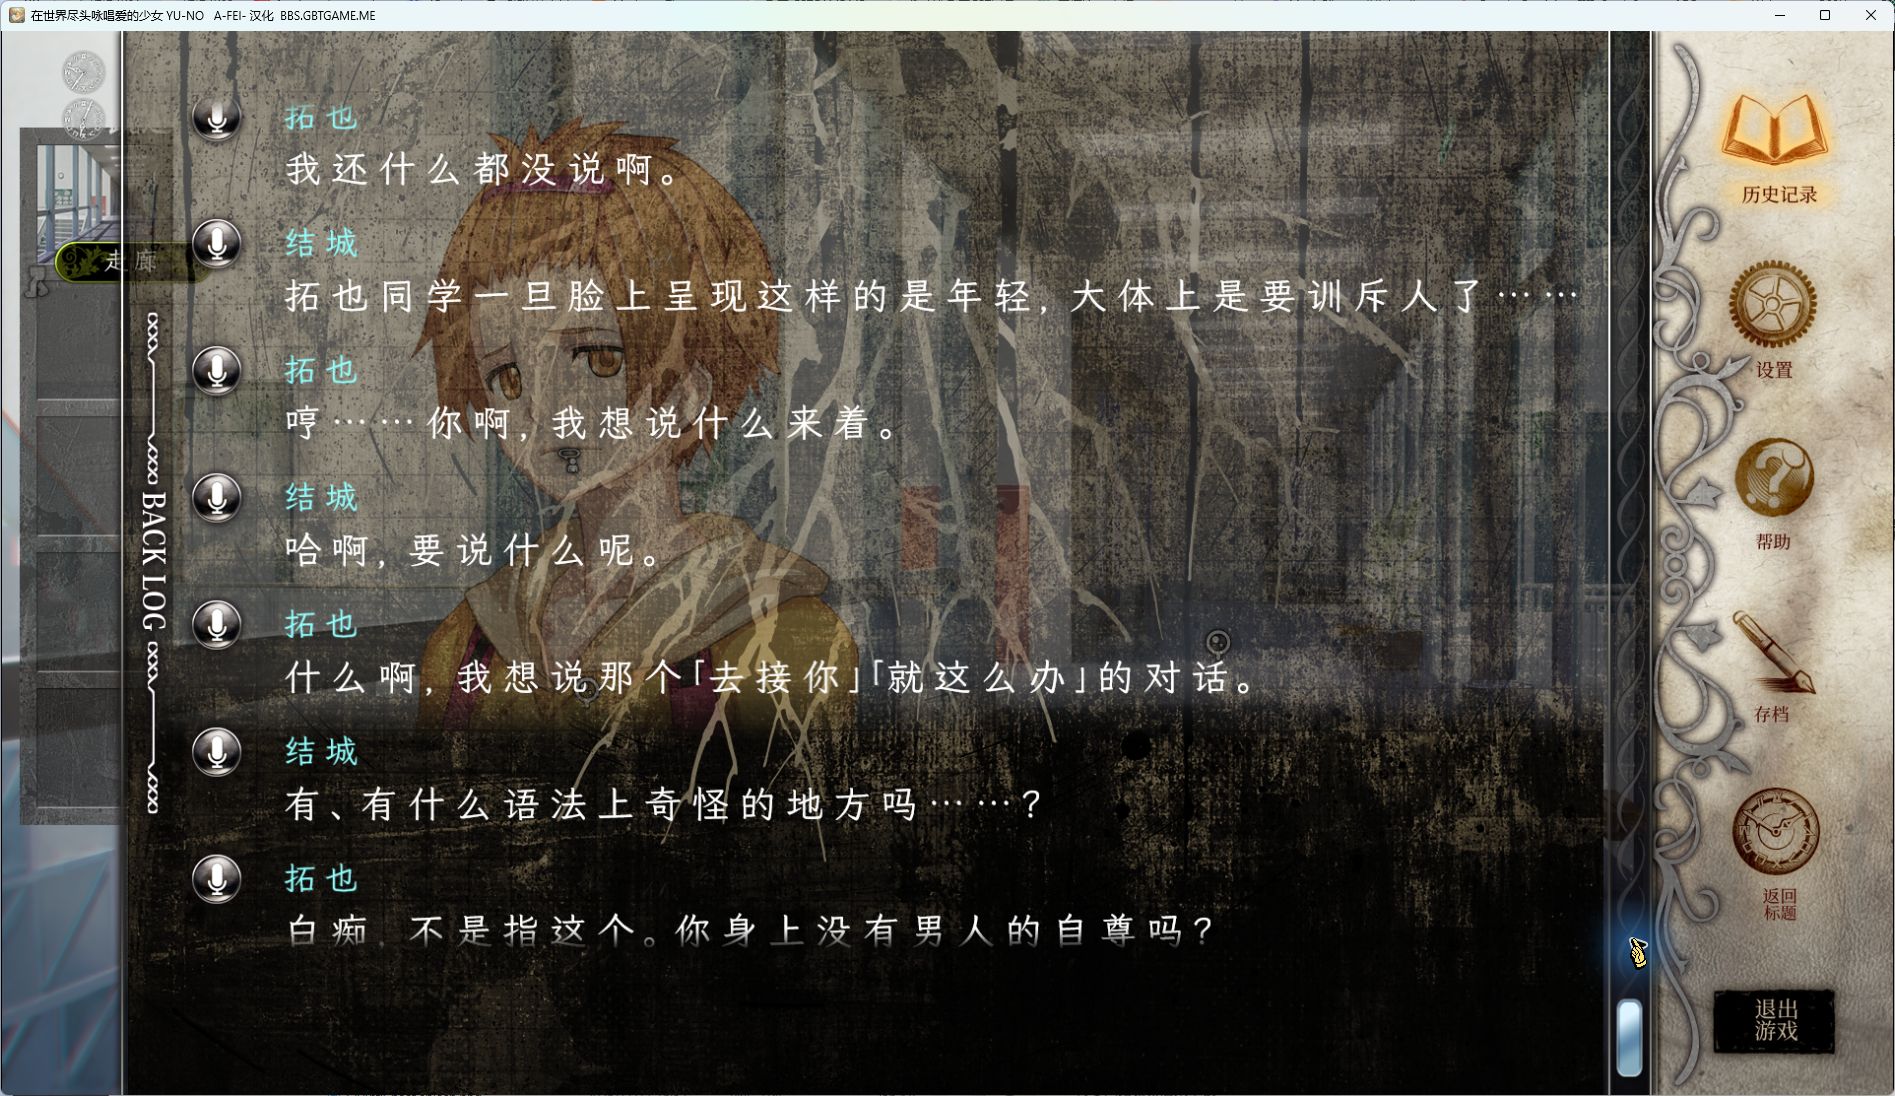 在世界尽头咏唱爱的少女 YU-NO A-FEI- 汉化 BBS.GBTGAME.ME
走廊
BACK LOG
拓也
我还什么都没说啊。
结城
拓也同学一旦脸上呈现这样的是年轻，大体上是要训斥人了……
拓也
哼……你啊，我想说什么来着。
结城
哈啊，要说什么呢。
拓也
什么啊，我想说那个「去接你」「就这么办」的对话。
结城
有、有什么语法上奇怪的地方吗……？
拓也
白痴，不是指这个。你身上没有男人的自尊吗？
历史记录
设置
帮助
存档
返回
标题
退出
游戏